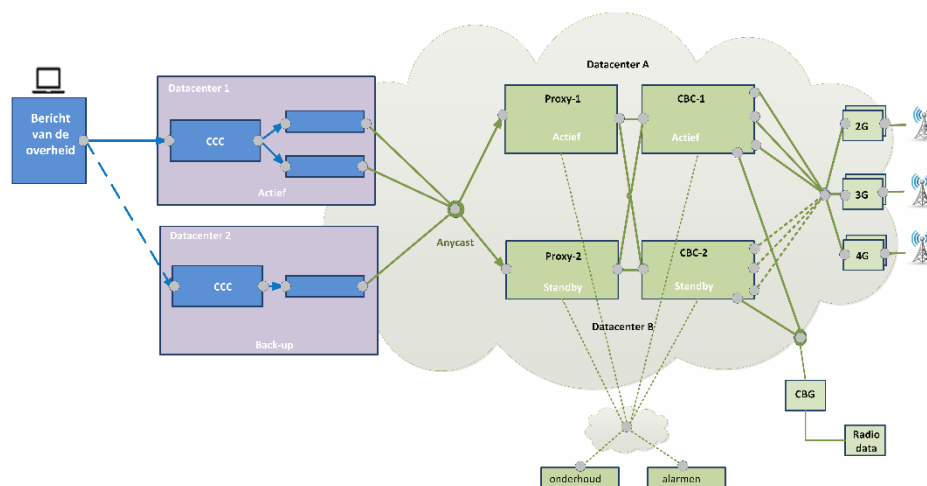 Bericht
van de
overheid
Datacenter 1
CCC
Actief
Datacenter 2
CCC
Back-up
Anycast
Datacenter A
Proxy-1
Actief
CBC-1
Actief
Proxy-2
Standby
CBC-2
Standby
Datacenter B
2G
3G
4G
CBG
Radio
data
onderhoud
alarmen